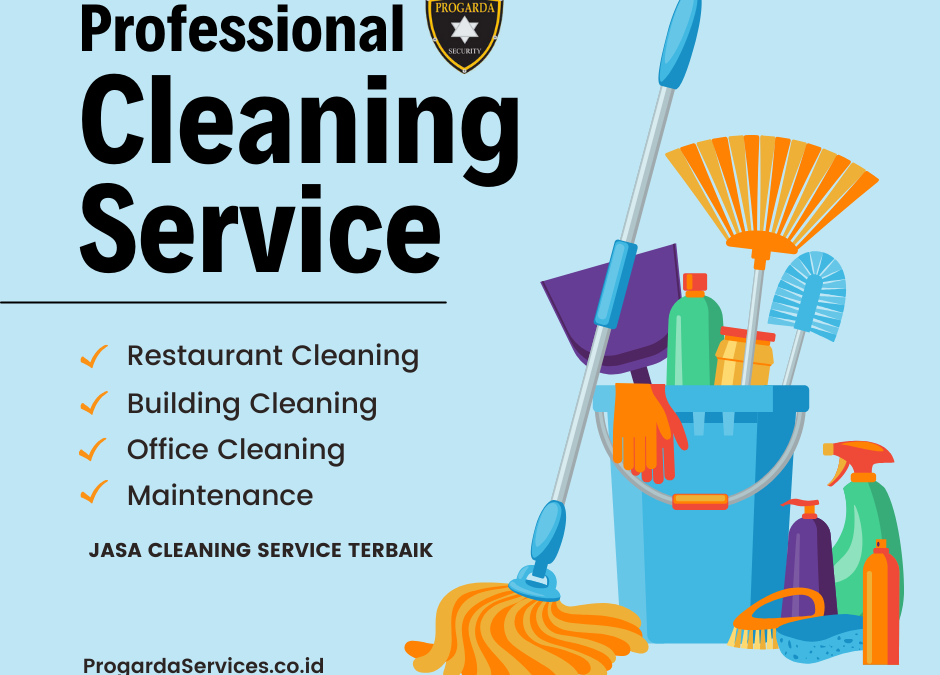 Professional
PROGARDA
SECURITY
Cleaning
Service
Restaurant Cleaning
Building Cleaning
Office Cleaning
Maintenance
JASA CLEANING SERVICE TERBAIK
ProgardaServices.co.id